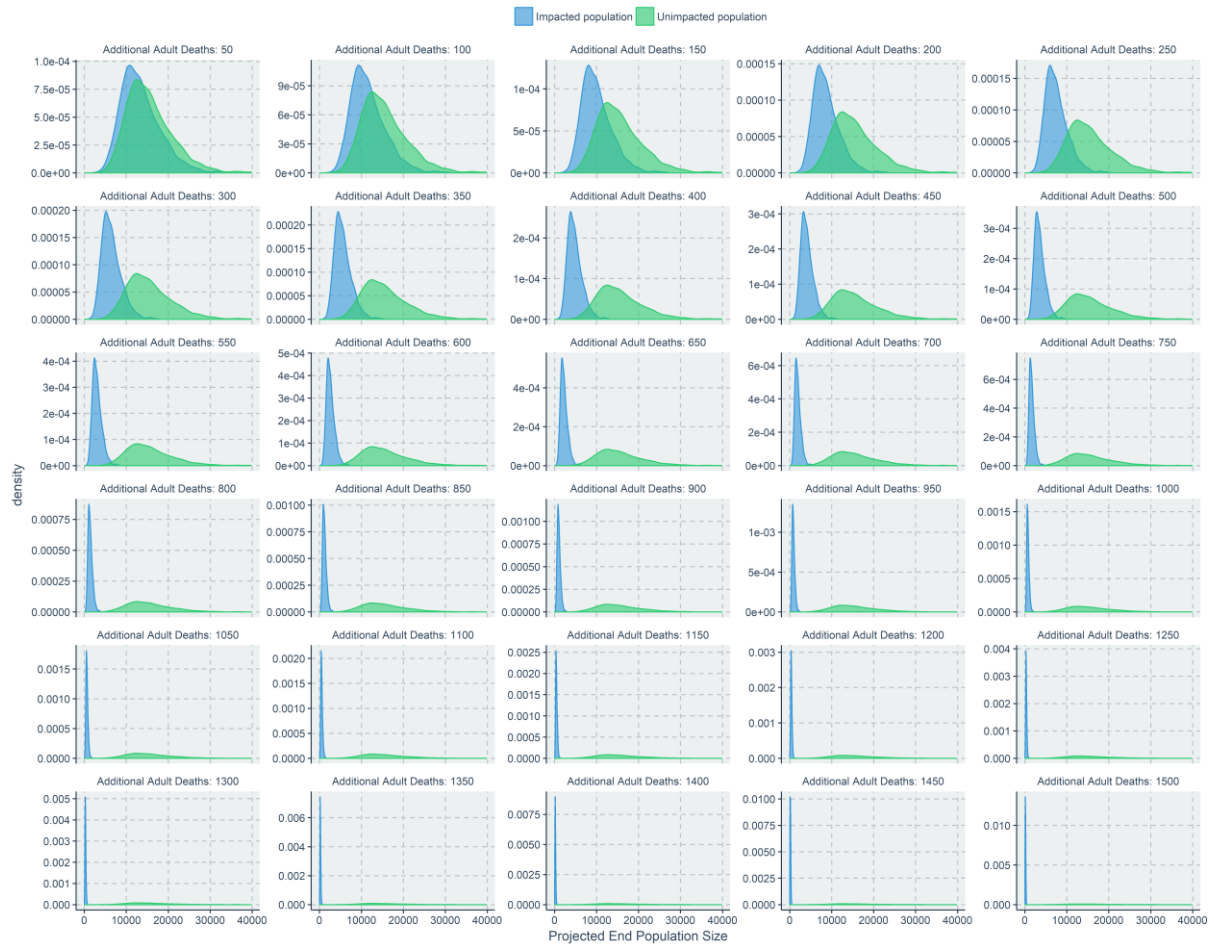 Impacted population Unimpacted population
Additional Adult Deaths: 50 Additional Adult Deaths: 100 Additional Adult Deaths: 150 Additional Adult Deaths: 200 Additional Adult Deaths: 250
1.0e-04
7.5e-05
5.0e-05
2.5e-05
0.0e+00
9e-05
6e-05
3e-05
0e+00
1e-04
5e-05
0e+00
0.00015
0.00010
0.00005
0.00000
0.00015
0.00010
0.00005
0.00000
Additional Adult Deaths: 300 Additional Adult Deaths: 350 Additional Adult Deaths: 400 Additional Adult Deaths: 450 Additional Adult Deaths: 500
0.00020
0.00015
0.00010
0.00005
0.00000
0.00020
0.00015
0.00010
0.00005
0.00000
2e-04
1e-04
0e+00
3e-04
2e-04
1e-04
0e+00
3e-04
2e-04
1e-04
0e+00
Additional Adult Deaths: 550 Additional Adult Deaths: 600 Additional Adult Deaths: 650 Additional Adult Deaths: 700 Additional Adult Deaths: 750
4e-04
3e-04
2e-04
1e-04
0e+00
5e-04
4e-04
3e-04
2e-04
1e-04
0e+00
4e-04
2e-04
0e+00
6e-04
4e-04
2e-04
0e+00
6e-04
4e-04
2e-04
0e+00
density
Additional Adult Deaths: 800 Additional Adult Deaths: 850 Additional Adult Deaths: 900 Additional Adult Deaths: 950 Additional Adult Deaths: 1000
0.00075
0.00050
0.00025
0.00000
0.00100
0.00075
0.00050
0.00025
0.00000
0.00100
0.00075
0.00050
0.00025
0.00000
1e-03
5e-04
0e+00
0.0015
0.0010
0.0005
0.0000
Additional Adult Deaths: 1050 Additional Adult Deaths: 1100 Additional Adult Deaths: 1150 Additional Adult Deaths: 1200 Additional Adult Deaths: 1250
0.0015
0.0010
0.0005
0.0000
0.0020
0.0015
0.0010
0.0005
0.0000
0.0025
0.0020
0.0015
0.0010
0.0005
0.0000
0.003
0.002
0.001
0.000
0.004
0.003
0.002
0.001
0.000
Additional Adult Deaths: 1300 Additional Adult Deaths: 1350 Additional Adult Deaths: 1400 Additional Adult Deaths: 1450 Additional Adult Deaths: 1500
0.005
0.004
0.003
0.002
0.001
0.000
0.006
0.004
0.002
0.000
0.0075
0.0050
0.0025
0.0000
0.0100
0.0075
0.0050
0.0025
0.0000
0.010
0.005
0.000
0 10000 20000 30000 40000 0 10000 20000 30000 40000 0 10000 20000 30000 40000 0 10000 20000 30000 40000 0 10000 20000 30000 40000
Projected End Population Size